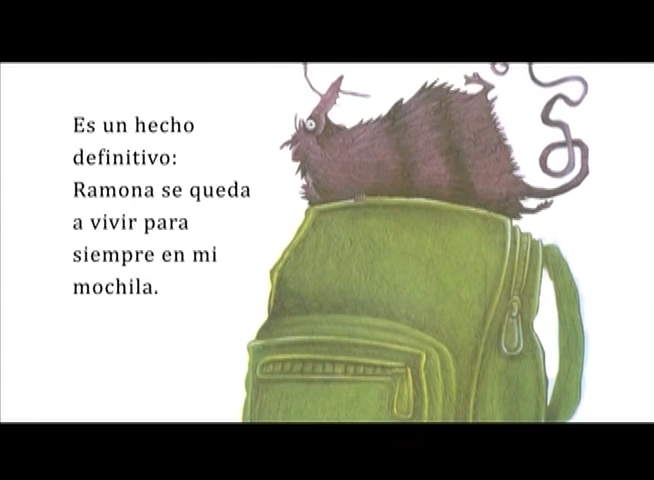 Es un hecho
definitivo:
Ramona se queda
a vivir para
siempre en mi
mochila.